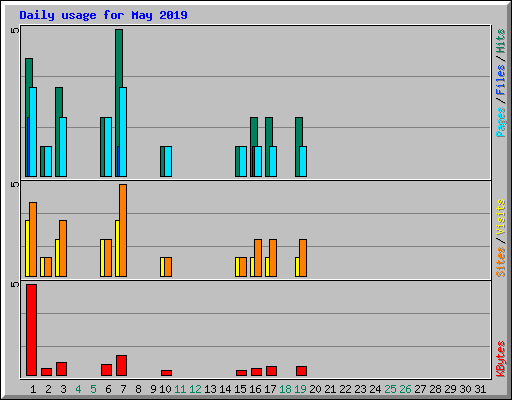 Daily usage for May 2019
5
Pages/Files/Hits
5
Sites/Visits
5
KBytes
1 2 3 4 5 6 7 8 9 10 11 12 13 14 15 16 17 18 19 20 21 22 23 24 25 26 27 28 29 30 31